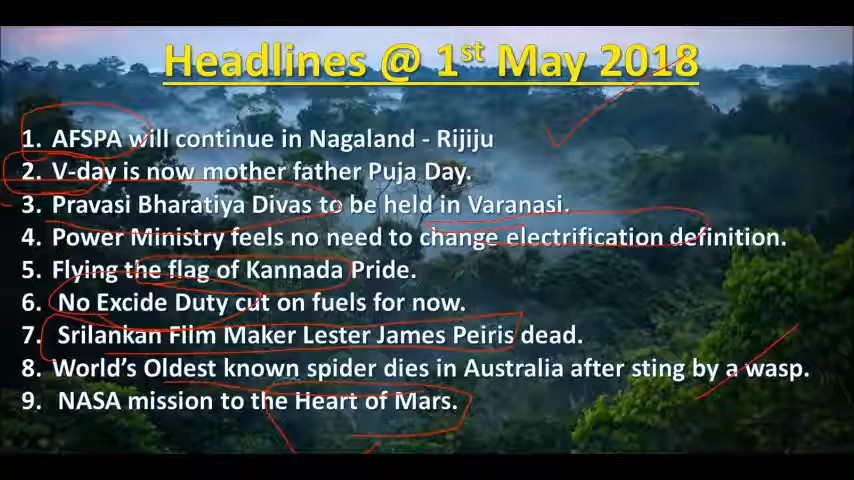 Headlines @ 1st May 2018
1. AFSPA will continue in Nagaland - Rijiju
2. V-day is now mother father Puja Day.
3. Pravasi Bharatiya Divas to be held in Varanasi.
4. Power Ministry feels no need to change electrification definition.
5. Flying the flag of Kannada Pride.
6. No Excide Duty cut on fuels for now.
7. Srilankan Film Maker Lester James Peiris dead.
8. World's Oldest known spider dies in Australia after sting by a wasp.
9. NASA mission to the Heart of Mars.